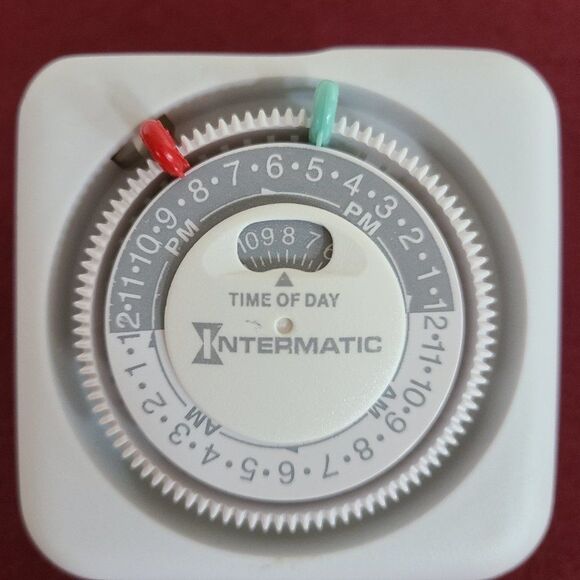 12•11•10•9•8•7•6•5•4•3•2•1•12•11•10•9•8•7•6•5•4•3•2•1•
PM
PM
10 9 8 7 6
TIME OF DAY
INTERMATIC
AM
AM